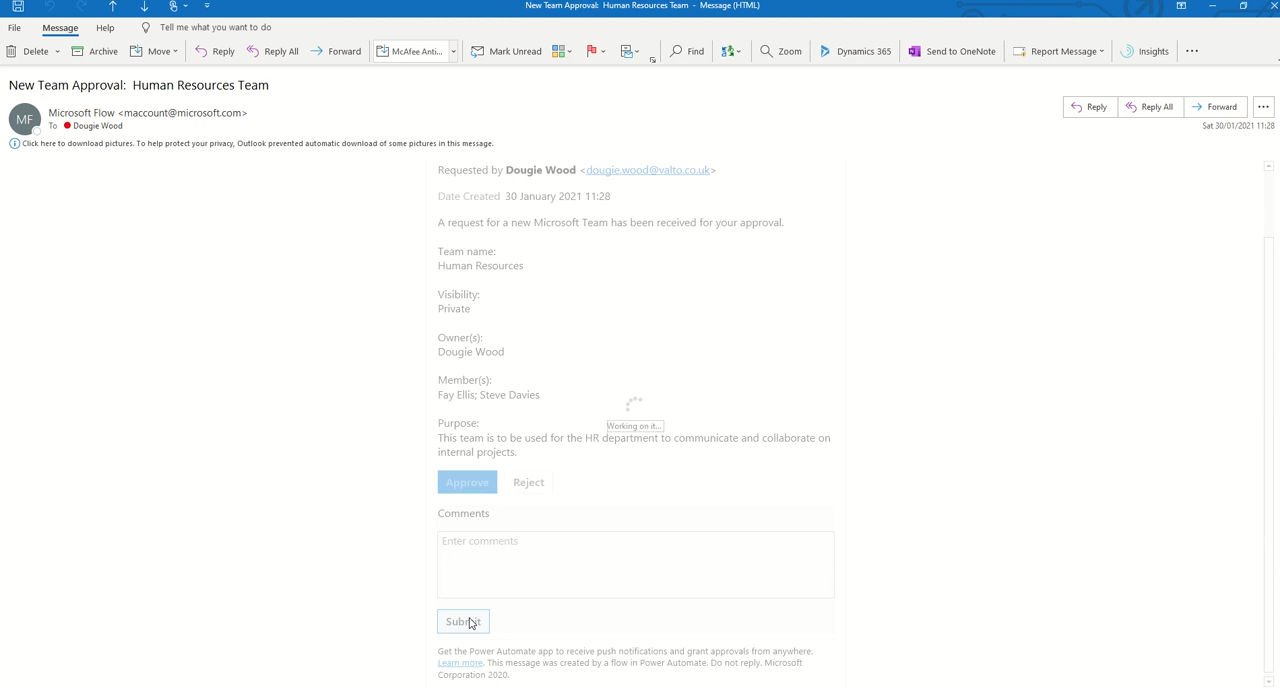 New Team Approval:  Human Resources Team  -  Message (HTML)
File Message Help Tell me what you want to do
Delete Archive Move Reply Reply All Forward McAfee Anti... Mark Unread Find Zoom Dynamics 365 Send to OneNote Report Message Insights ...
New Team Approval:  Human Resources Team
MF
Microsoft Flow <maccount@microsoft.com>
To Dougie Wood
Reply Reply All Forward ...
Sat 30/01/2021 11:28
Click here to download pictures. To help protect your privacy, Outlook prevented automatic download of some pictures in this message.
Requested by Dougie Wood <dougie.wood@valto.co.uk>
Date Created 30 January 2021 11:28
A request for a new Microsoft Team has been received for your approval.
Team name:
Human Resources
Visibility:
Private
Owner(s):
Dougie Wood
Member(s):
Fay Ellis; Steve Davies
Working on it...
Purpose:
This team is to be used for the HR department to communicate and collaborate on
internal projects.
Approve Reject
Comments
Enter comments
Submit
Get the Power Automate app to receive push notifications and grant approvals from anywhere.
Learn more. This message was created by a flow in Power Automate. Do not reply. Microsoft
Corporation 2020.